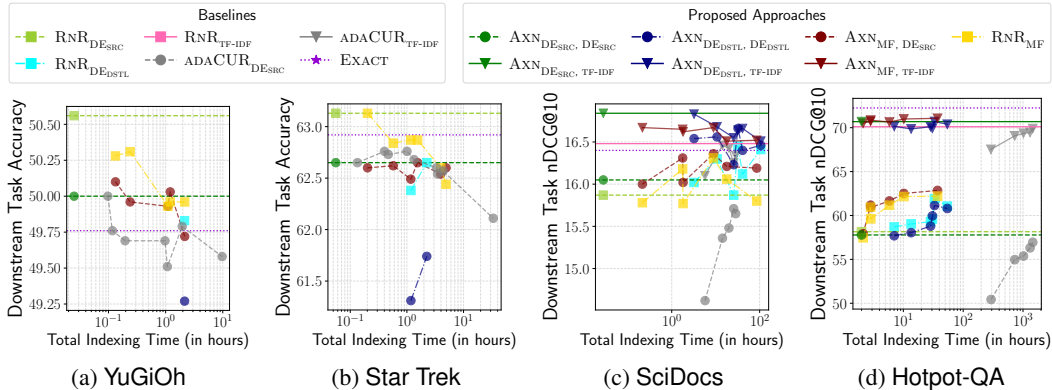 Baselines
RNR_DE_SRC
RNR_TF-IDF
ADACUR_TF-IDF
RNR_DE_DSTL
ADACUR_DE_SRC
EXACT
Proposed Approaches
AXN_DE_SRC, DE_SRC
AXN_DE_DSTL, DE_DSTL
AXN_MF, DE_SRC
RNR_MF
AXN_DE_SRC, TF-IDF
AXN_DE_DSTL, TF-IDF
AXN_MF, TF-IDF
Downstream Task Accuracy
50.50
50.25
50.00
49.75
49.50
49.25
10^-1 10^0 10^1
Total Indexing Time (in hours)
(a) YuGiOh
Downstream Task Accuracy
63.0
62.5
62.0
61.5
10^-1 10^0 10^1
Total Indexing Time (in hours)
(b) Star Trek
Downstream Task nDCG@10
16.5
16.0
15.5
15.0
10^0 10^2
Total Indexing Time (in hours)
(c) SciDocs
Downstream Task nDCG@10
70
65
60
55
50
10^1 10^2 10^3
Total Indexing Time (in hours)
(d) Hotpot-QA